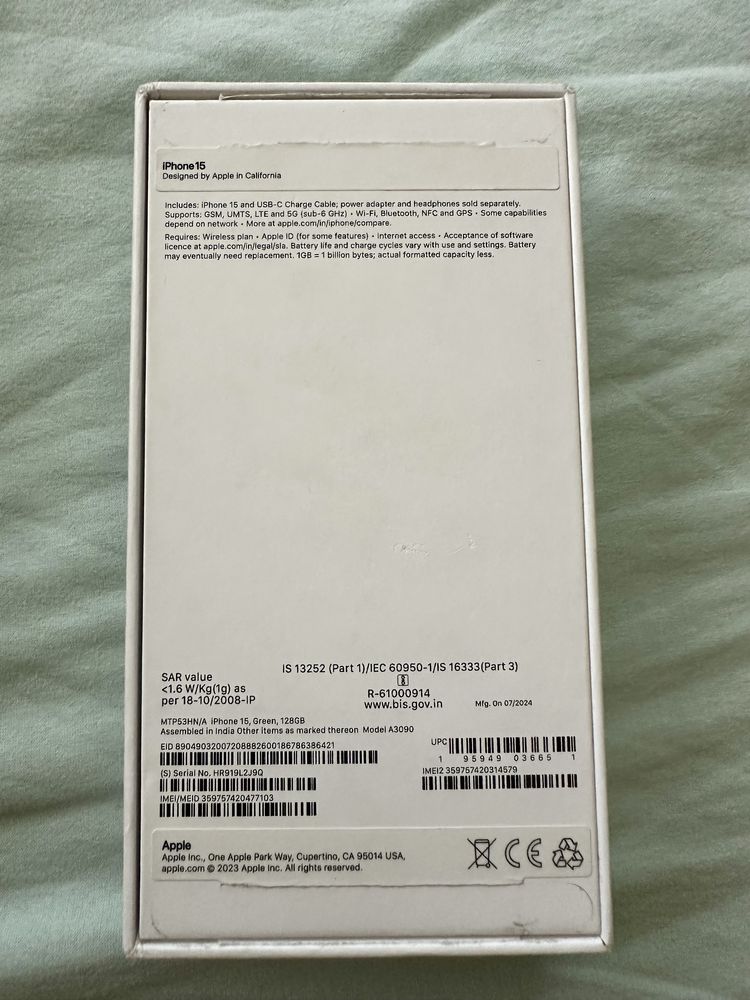 iPhone 15
Designed by Apple in California
Includes: iPhone 15 and USB-C Charge Cable; power adapter and headphones sold separately.
Supports: GSM, UMTS, LTE and 5G (sub-6 GHz) • Wi-Fi, Bluetooth, NFC and GPS • Some capabilities
depend on network • More at apple.com/in/iphone/compare.
Requires: Wireless plan • Apple ID (for some features) • Internet access • Acceptance of software
licence at apple.com/in/legal/sla. Battery life and charge cycles vary with use and settings. Battery
may eventually need replacement. 1GB = 1 billion bytes; actual formatted capacity less.
IS 13252 (Part 1)/IEC 60950-1/IS 16333(Part 3)
SAR value
<1.6 W/Kg(1g) as
per 18-10/2008-IP
R-61000914
www.bis.gov.in
Mfg. On 07/2024
MTP53HN/A iPhone 15, Green, 128GB
Assembled in India Other items as marked thereon Model A3090
EID 89049032007208882600186786386421
UPC
1 95949 03665 1
(S) Serial No. HR919L2J9Q
IMEI2 359757420314579
IMEI/MEID 359757420477103
Apple
Apple Inc., One Apple Park Way, Cupertino, CA 95014 USA,
apple.com © 2023 Apple Inc. All rights reserved.
CE